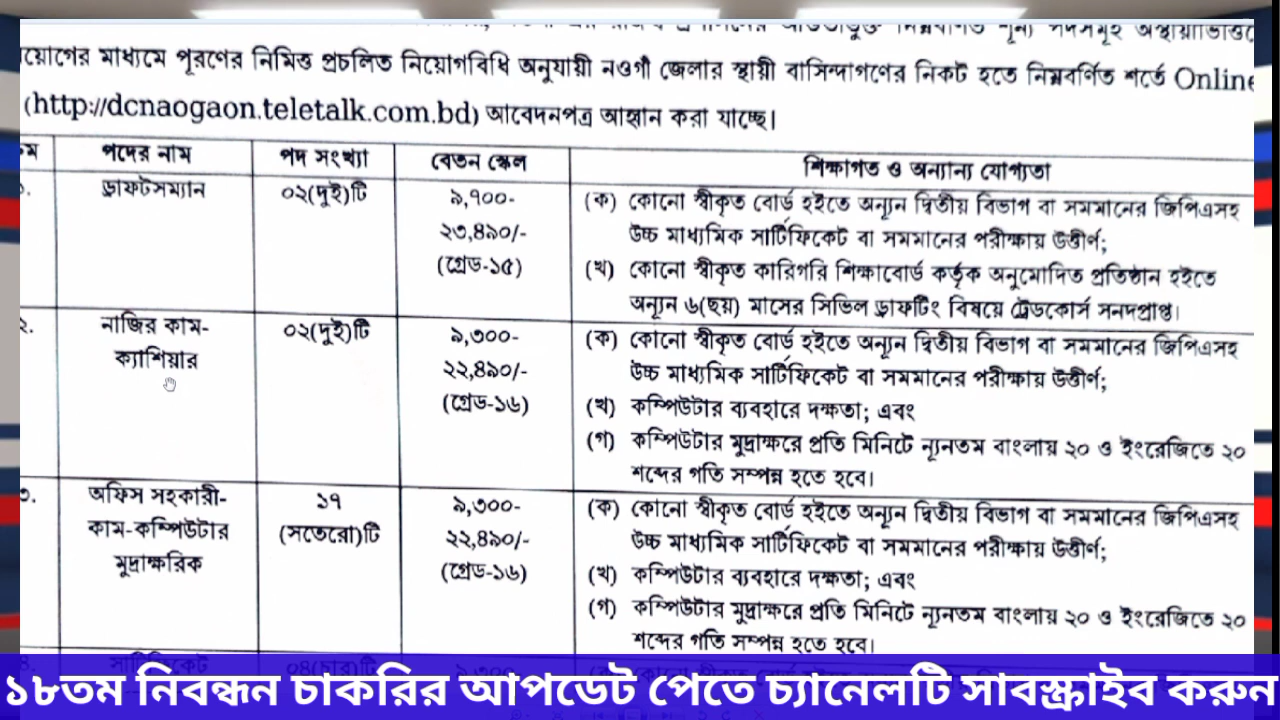 য়োগের মাধ্যমে পূরণের নিমিত্ত প্রচলিত নিয়োগবিধি অনুযায়ী নওগাঁ জেলার স্থায়ী বাসিন্দাগণের নিকট হতে নিম্নবর্ণিত শর্তে Online
(http://dcnaogaon.teletalk.com.bd) আবেদনপত্র আহ্বান করা যাচ্ছে।
পদের নাম পদ সংখ্যা বেতন স্কেল শিক্ষাগত ও অন্যান্য যোগ্যতা
ড্রাফটসম্যান ০২(দুই)টি ৯,৭০০- (ক) কোনো স্বীকৃত বোর্ড হইতে অন্যূন দ্বিতীয় বিভাগ বা সমমানের জিপিএসহ
২৩,৪৯০/- উচ্চ মাধ্যমিক সার্টিফিকেট বা সমমানের পরীক্ষায় উত্তীর্ণ;
(গ্রেড-১৫) (খ) কোনো স্বীকৃত কারিগরি শিক্ষাবোর্ড কর্তৃক অনুমোদিত প্রতিষ্ঠান হইতে
অন্যূন ৬(ছয়) মাসের সিভিল ড্রাফটিং বিষয়ে ট্রেডকোর্স সনদপ্রাপ্ত।
২. নাজির কাম- ০২(দুই)টি ৯,৩০০- (ক) কোনো স্বীকৃত বোর্ড হইতে অন্যূন দ্বিতীয় বিভাগ বা সমমানের জিপিএসহ
ক্যাশিয়ার ২২,৪৯০/- উচ্চ মাধ্যমিক সার্টিফিকেট বা সমমানের পরীক্ষায় উত্তীর্ণ;
(গ্রেড-১৬) (খ) কম্পিউটার ব্যবহারে দক্ষতা; এবং
(গ) কম্পিউটার মুদ্রাক্ষরে প্রতি মিনিটে ন্যূনতম বাংলায় ২০ ও ইংরেজিতে ২০
শব্দের গতি সম্পন্ন হতে হবে।
৩. অফিস সহকারী- ১৭ ৯,৩০০- (ক) কোনো স্বীকৃত বোর্ড হইতে অন্যূন দ্বিতীয় বিভাগ বা সমমানের জিপিএসহ
কাম-কম্পিউটার (সতেরো)টি ২২,৪৯০/- উচ্চ মাধ্যমিক সার্টিফিকেট বা সমমানের পরীক্ষায় উত্তীর্ণ;
মুদ্রাক্ষরিক (গ্রেড-১৬) (খ) কম্পিউটার ব্যবহারে দক্ষতা; এবং
(গ) কম্পিউটার মুদ্রাক্ষরে প্রতি মিনিটে ন্যূনতম বাংলায় ২০ ও ইংরেজিতে ২০
শব্দের গতি সম্পন্ন হতে হবে।
৪. সার্টিফিকেট ০৪(চার)টি ৯,৩০০-
১৮তম নিবন্ধন চাকরির আপডেট পেতে চ্যানেলটি সাবস্ক্রাইব করুন